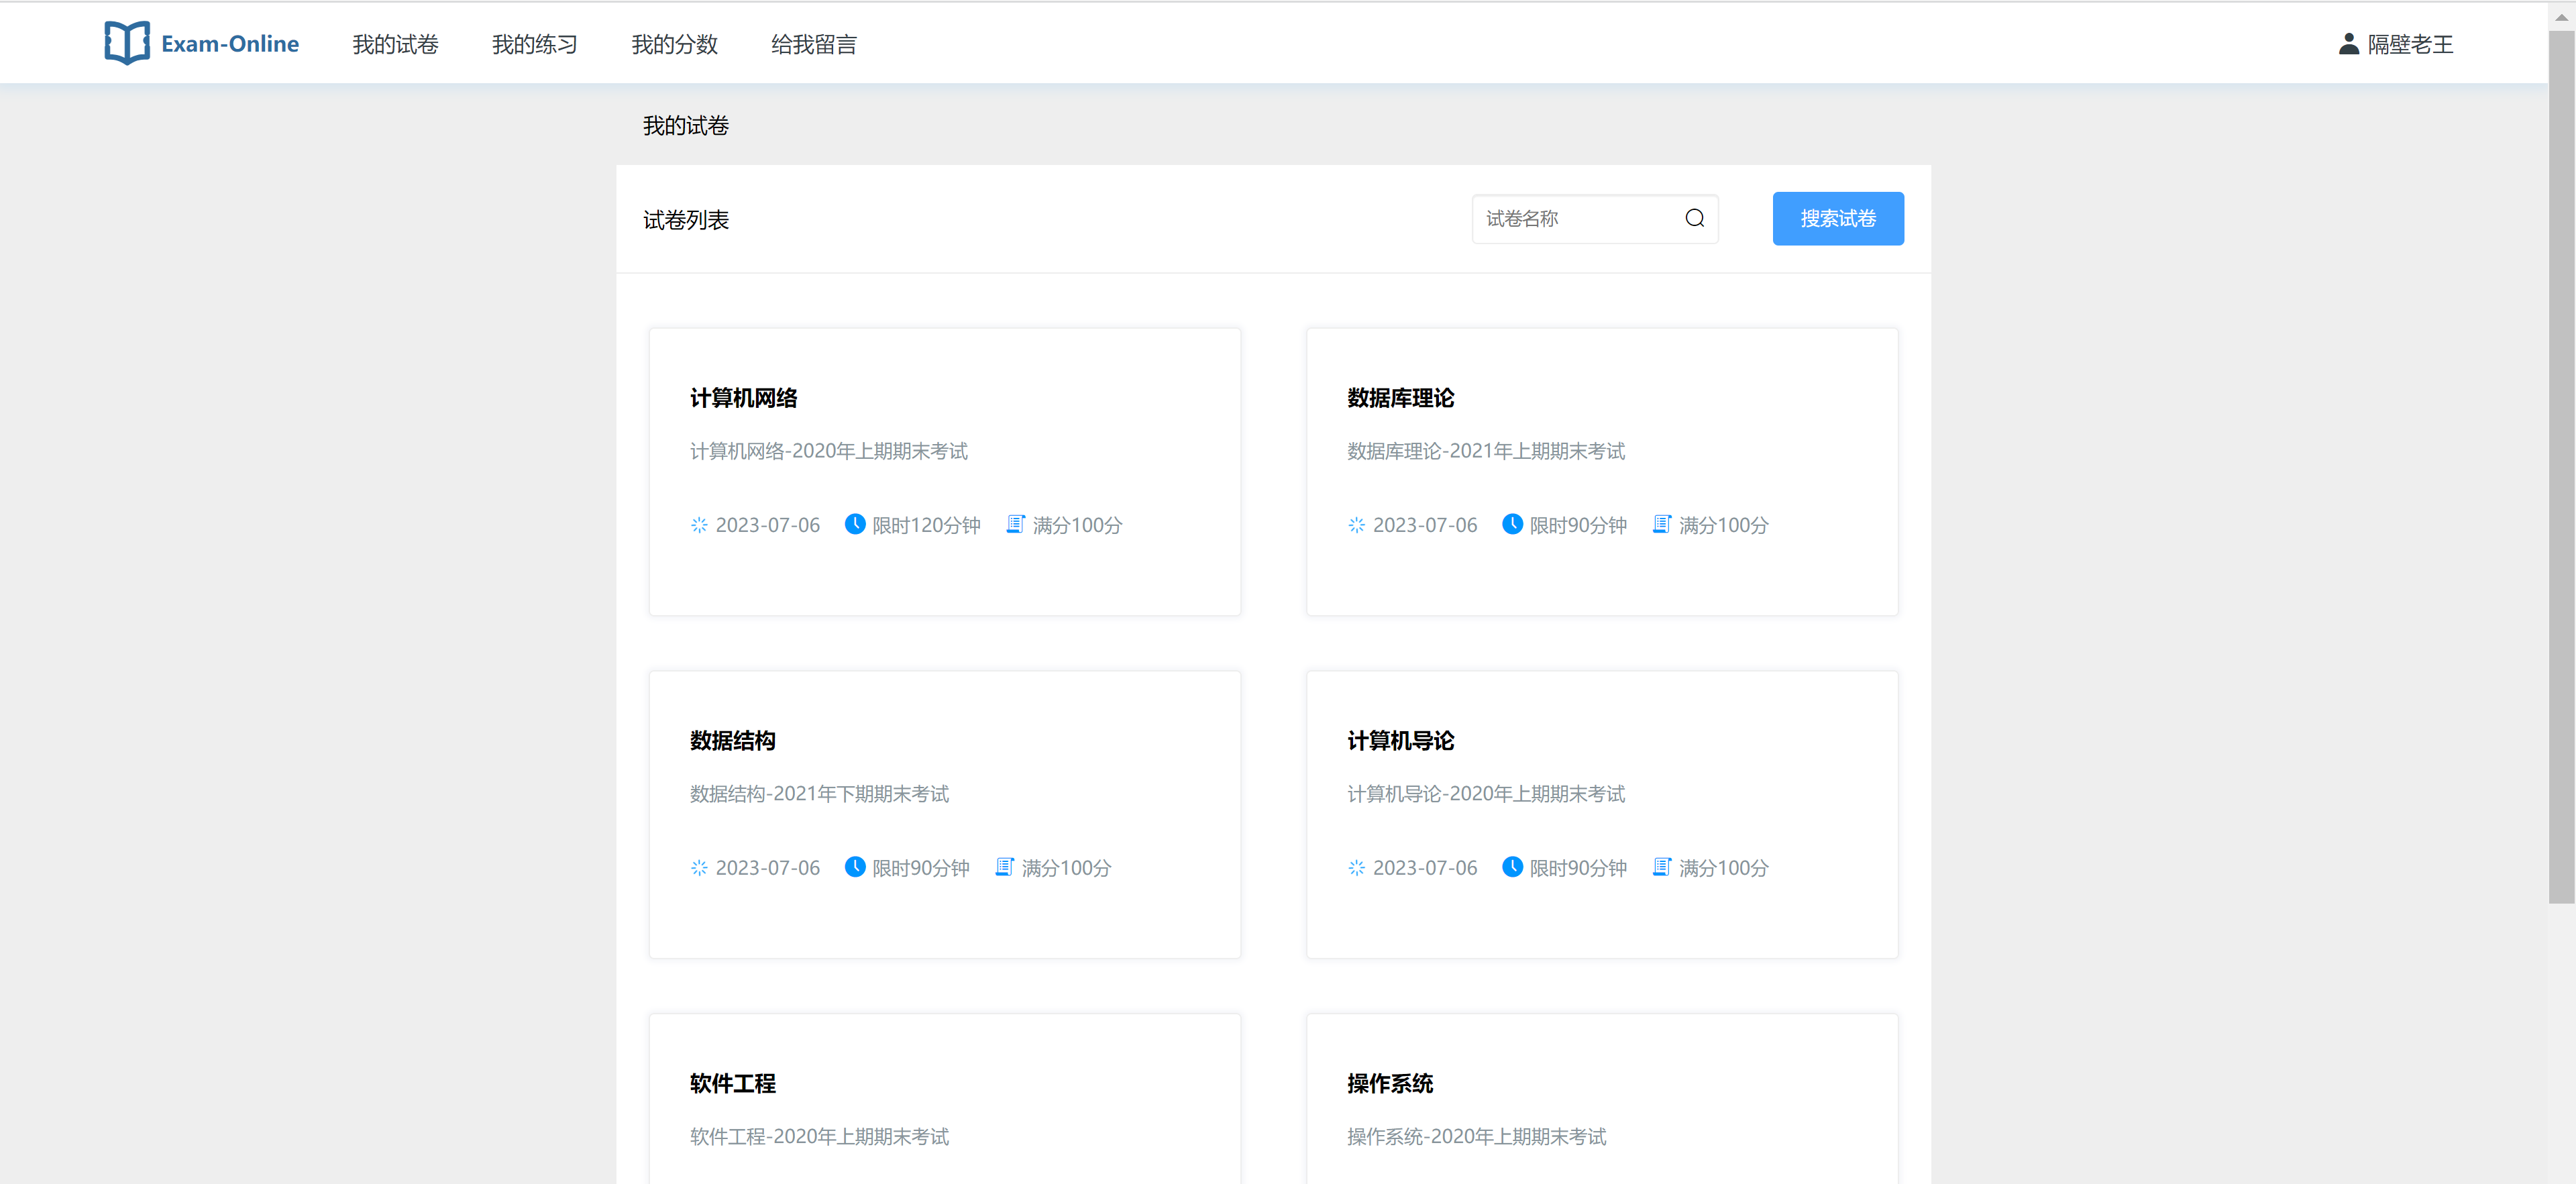 Exam-Online 我的试卷 我的练习 我的分数 给我留言 隔壁老王
我的试卷
试卷列表 试卷名称 搜索试卷
计算机网络
计算机网络-2020年上期期末考试
2023-07-06 限时120分钟 满分100分
数据库理论
数据库理论-2021年上期期末考试
2023-07-06 限时90分钟 满分100分
数据结构
数据结构-2021年下期期末考试
2023-07-06 限时90分钟 满分100分
计算机导论
计算机导论-2020年上期期末考试
2023-07-06 限时90分钟 满分100分
软件工程
软件工程-2020年上期期末考试
操作系统
操作系统-2020年上期期末考试